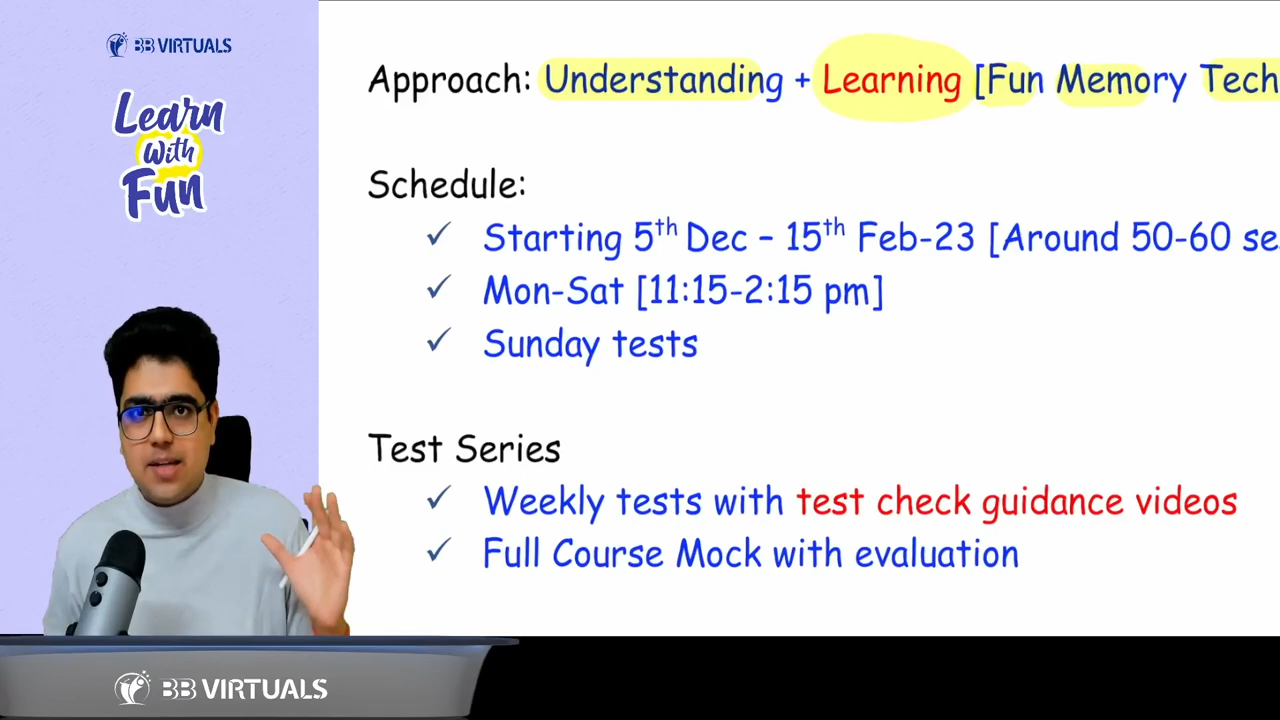 BB VIRTUALS
Learn
With
Fun
Approach: Understanding + Learning [Fun Memory Tech
Schedule:
✓ Starting 5th Dec – 15th Feb-23 [Around 50-60 se
✓ Mon-Sat [11:15-2:15 pm]
✓ Sunday tests
Test Series
✓ Weekly tests with test check guidance videos
✓ Full Course Mock with evaluation
BB VIRTUALS